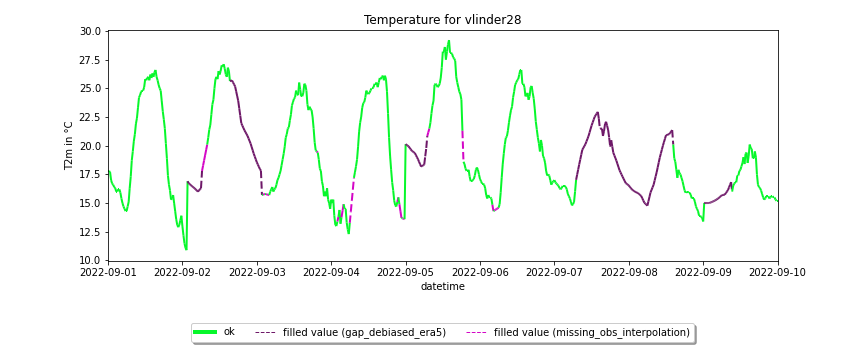 Temperature for vlinder28
30.0
27.5
25.0
22.5
20.0
17.5
15.0
12.5
10.0
T2m in °C
2022-09-01 2022-09-02 2022-09-03 2022-09-04 2022-09-05 2022-09-06 2022-09-07 2022-09-08 2022-09-09 2022-09-10
datetime
ok filled value (gap_debiased_era5) filled value (missing_obs_interpolation)